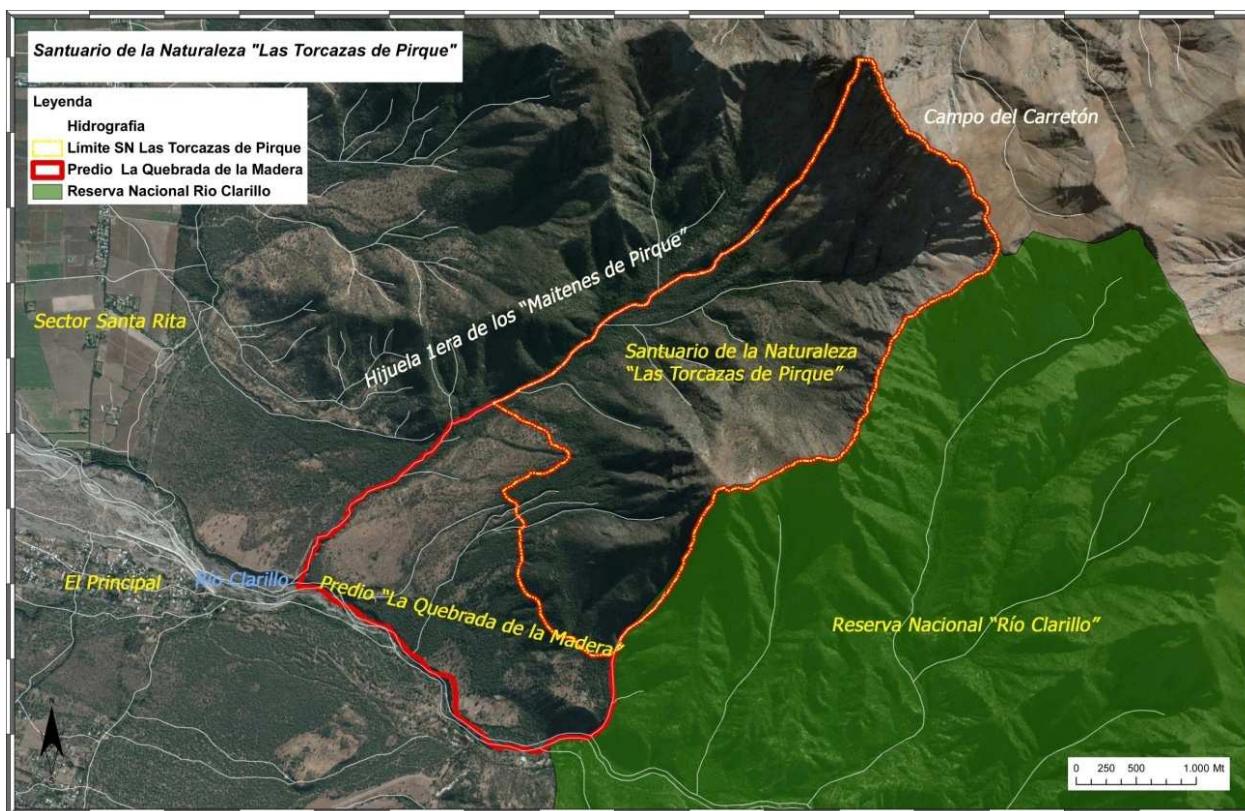 Santuario de la Naturaleza "Las Torcazas de Pirque"
Leyenda
Hidrografia
Límite SN Las Torcazas de Pirque
Predio La Quebrada de la Madera
Reserva Nacional Rio Clarillo
Campo del Carretón
Hijuela 1era de los "Maitenes de Pirque"
Sector Santa Rita
Santuario de la Naturaleza
"Las Torcazas de Pirque"
El Principal
Río Clarillo
Predio "La Quebrada de la Madera"
Reserva Nacional "Río Clarillo"
N
0 250 500 1.000 Mt